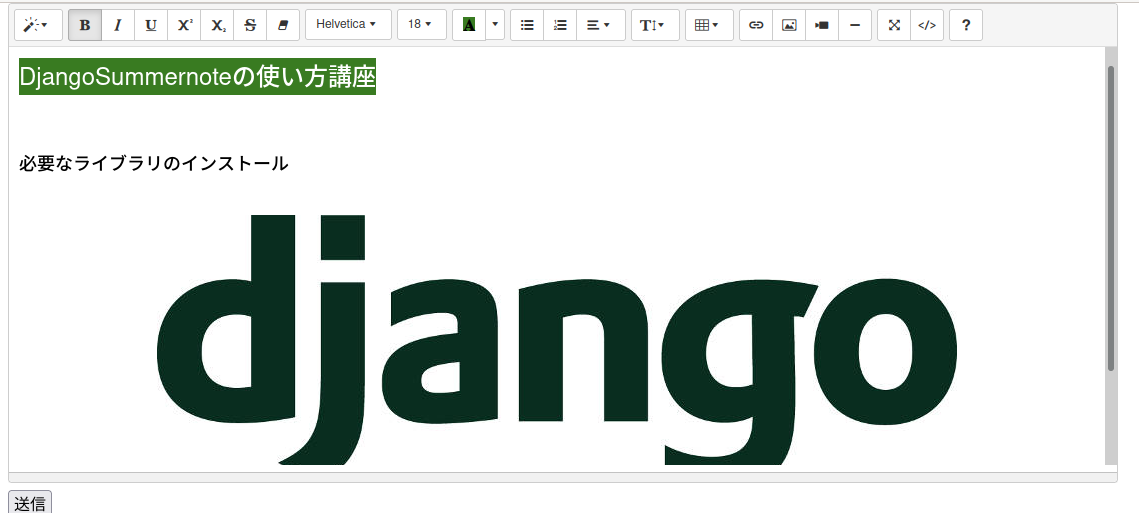 B I U X² X₂ S Helvetica 18 A T </> ?
DjangoSummernoteの使い方講座
必要なライブラリのインストール
django
送信